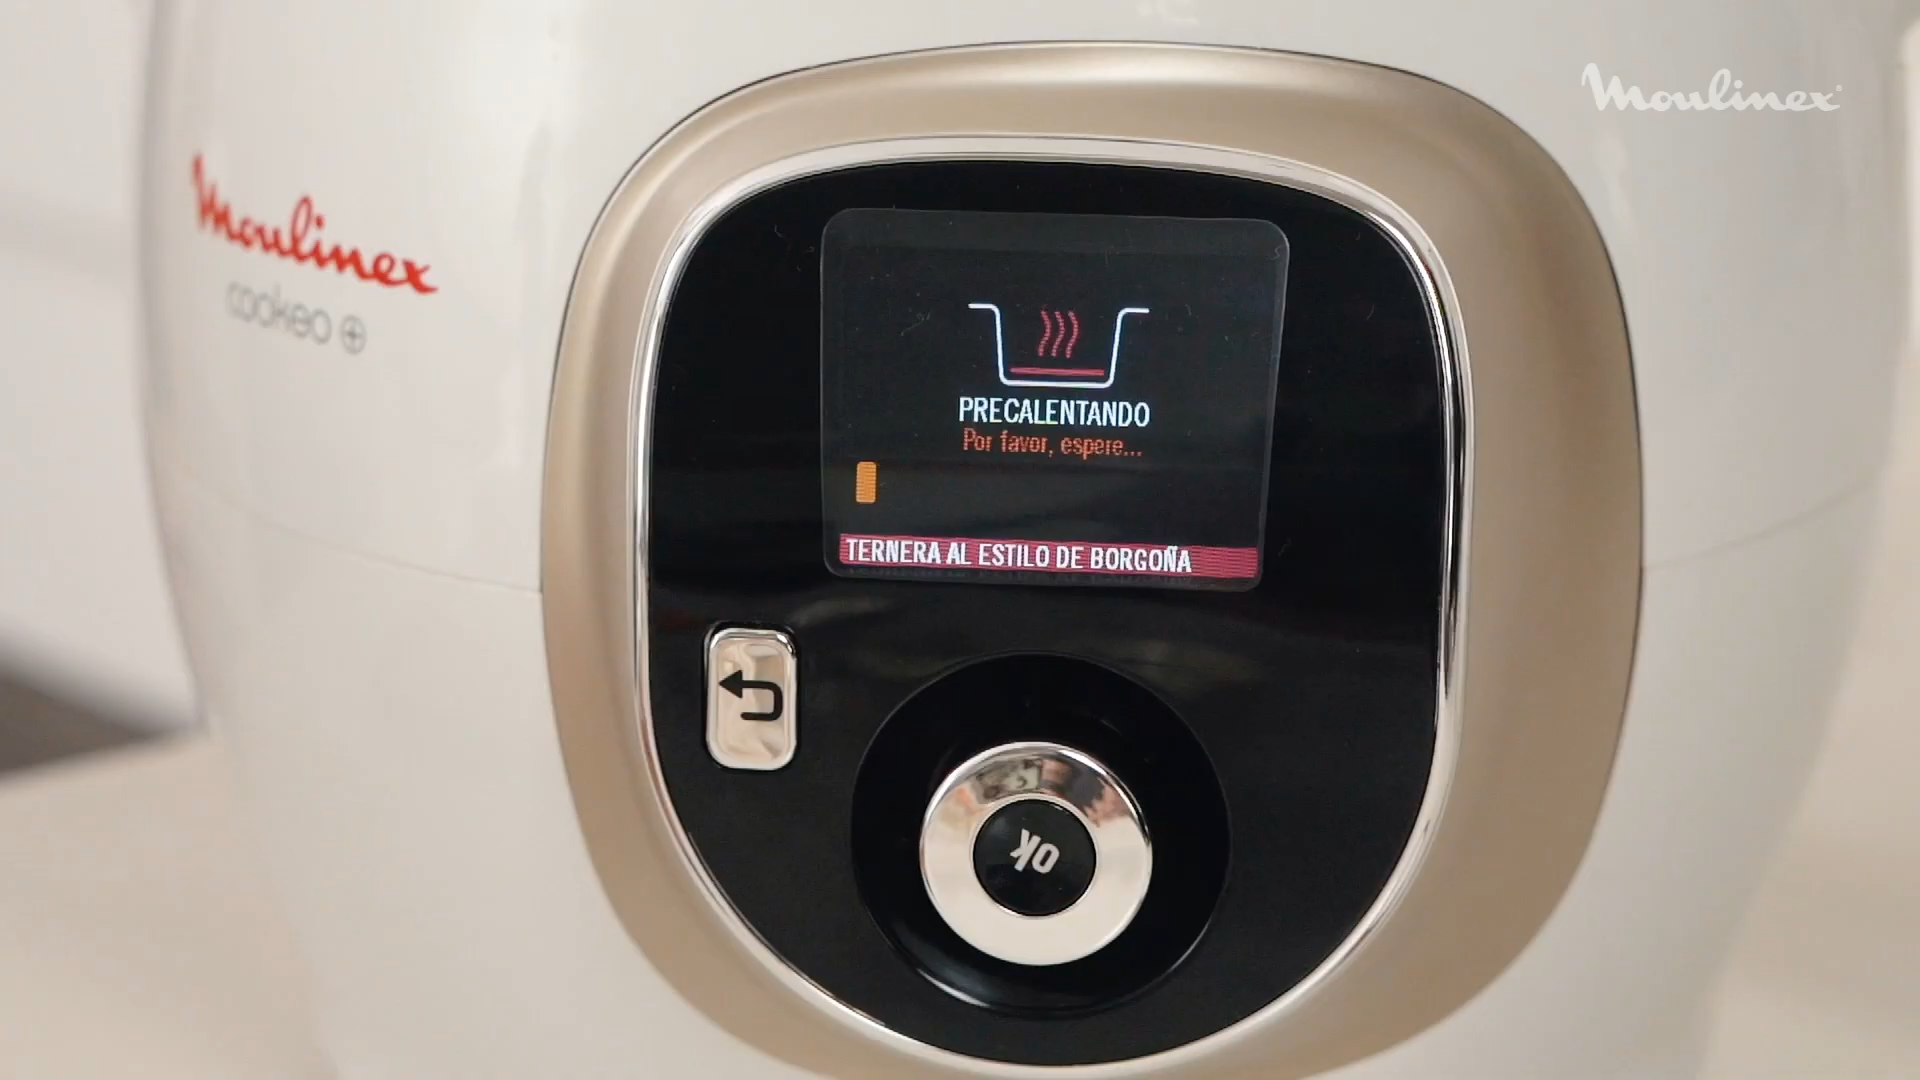 Moulinex
Moulinex
cookeo
PRECALENTANDO
Por favor, espere...
TERNERA AL ESTILO DE BORGOÑA
ok